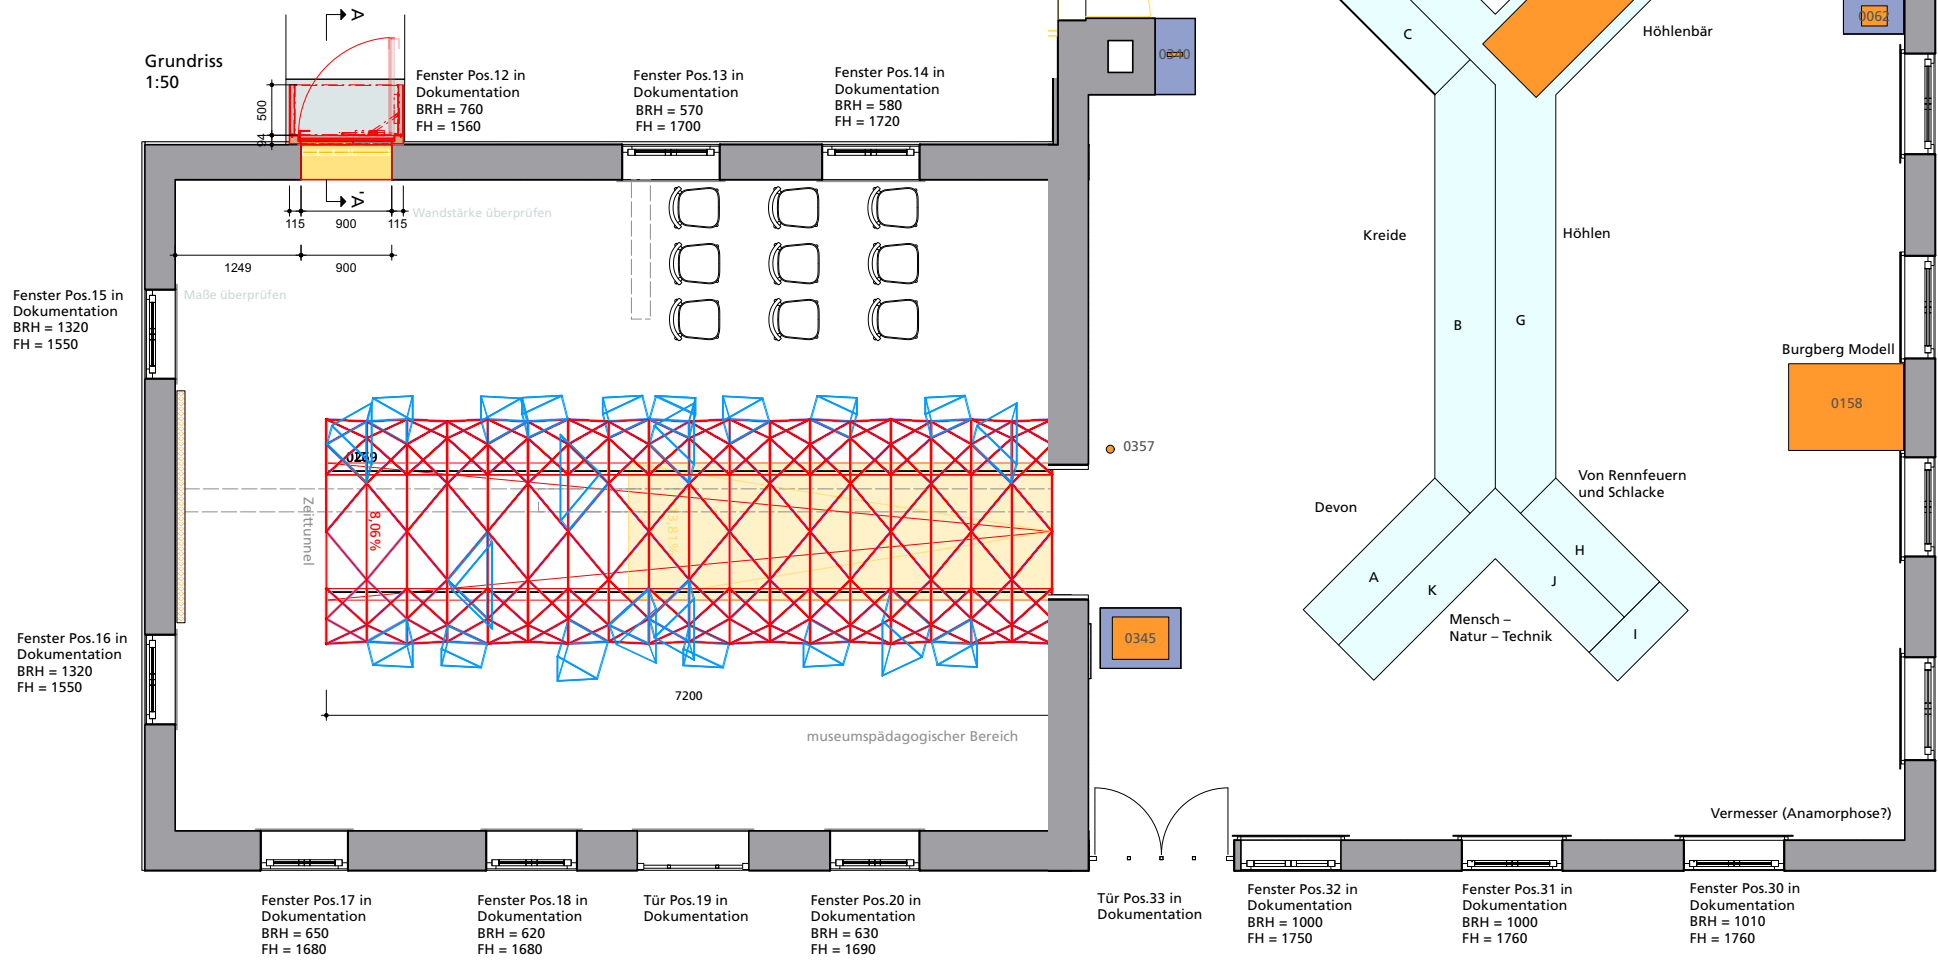 A
Grundriss
1:50
Fenster Pos.12 in
Dokumentation
BRH = 760
FH = 1560
Fenster Pos.13 in
Dokumentation
BRH = 570
FH = 1700
Fenster Pos.14 in
Dokumentation
BRH = 580
FH = 1720
0340
C
Höhlenbär
0062
500
94
A
115
900
115
Wandstärke überprüfen
1249
900
Maße überprüfen
Fenster Pos.15 in
Dokumentation
BRH = 1320
FH = 1550
Kreide
Höhlen
B
G
Burgberg Modell
0158
0357
Zeittunnel
8,06%
13,81%
Devon
Von Rennfeuern
und Schlacke
A
K
H
J
I
Mensch –
Natur – Technik
0345
Fenster Pos.16 in
Dokumentation
BRH = 1320
FH = 1550
7200
museumspädagogischer Bereich
Vermesser (Anamorphose?)
Fenster Pos.17 in
Dokumentation
BRH = 650
FH = 1680
Fenster Pos.18 in
Dokumentation
BRH = 620
FH = 1680
Tür Pos.19 in
Dokumentation
Fenster Pos.20 in
Dokumentation
BRH = 630
FH = 1690
Tür Pos.33 in
Dokumentation
Fenster Pos.32 in
Dokumentation
BRH = 1000
FH = 1750
Fenster Pos.31 in
Dokumentation
BRH = 1000
FH = 1760
Fenster Pos.30 in
Dokumentation
BRH = 1010
FH = 1760